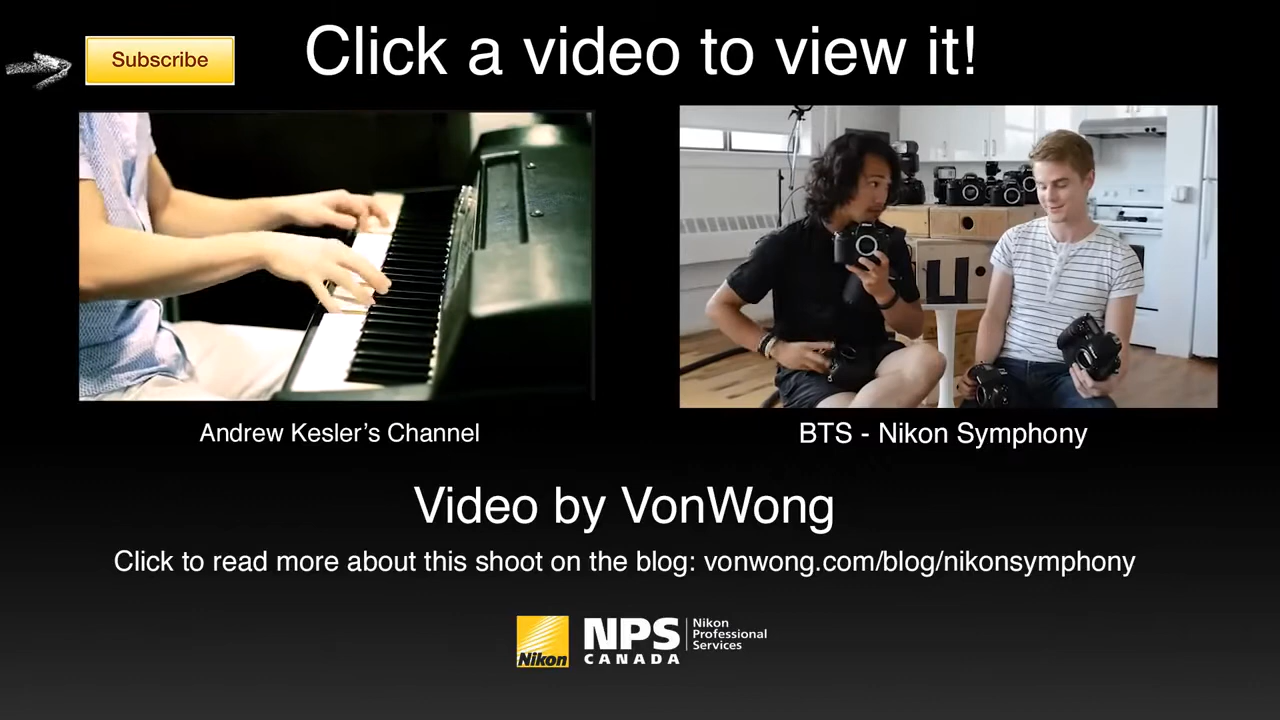 Subscribe
Click a video to view it!
Andrew Kesler’s Channel
BTS - Nikon Symphony
Video by VonWong
Click to read more about this shoot on the blog: vonwong.com/blog/nikonsymphony
Nikon
NPS
CANADA
Nikon
Professional
Services